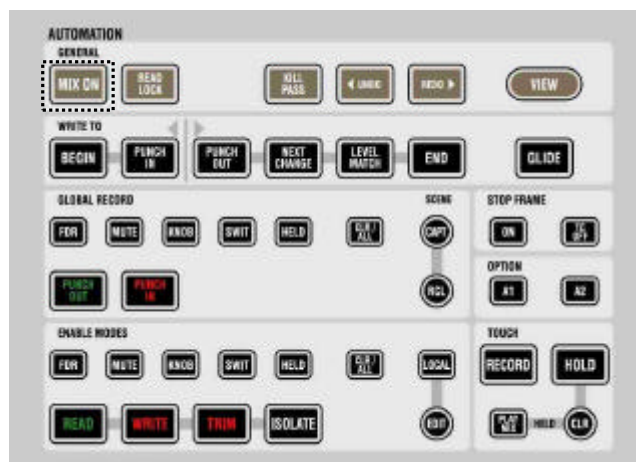 AUTOMATION
GENERAL
MIX ON READ LOCK KILL PASS ◀ UNDO REDO ▶ VIEW
WRITE TO
BEGIN PUNCH IN PUNCH OUT NEXT CHANGE LEVEL MATCH END GLIDE
GLOBAL RECORD SCENE STOP FRAME
FDR MUTE KNOB SWIT HELD CLR/ ALL CAPT ON TC OFF
OPTION
PUNCH OUT PUNCH IN RCL A1 A2
ENABLE MODES TOUCH
FDR MUTE KNOB SWIT HELD CLR/ ALL LOCAL RECORD HOLD
READ WRITE TRIM ISOLATE EDIT HELD CLR